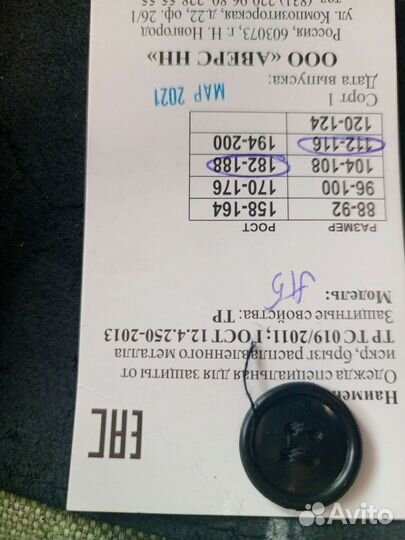 Наимен
Одежда специальная для защиты от
искр, брызг расплавленного металла
ТР ТС 019/2011; ГОСТ 12.4.250-2013
Защитные свойства: ТР
Модель:
РАЗМЕР РОСТ
88-92 158-164
96-100 170-176
104-108 182-188
112-116 194-200
120-124
Сорт 1
Дата выпуска: МАР 2021
ООО «АВЕРС НН»
Россия, 603073, г. Н. Новгород
ул. Композиторская, д.22, оф. 26/1
ЕАС
Avito